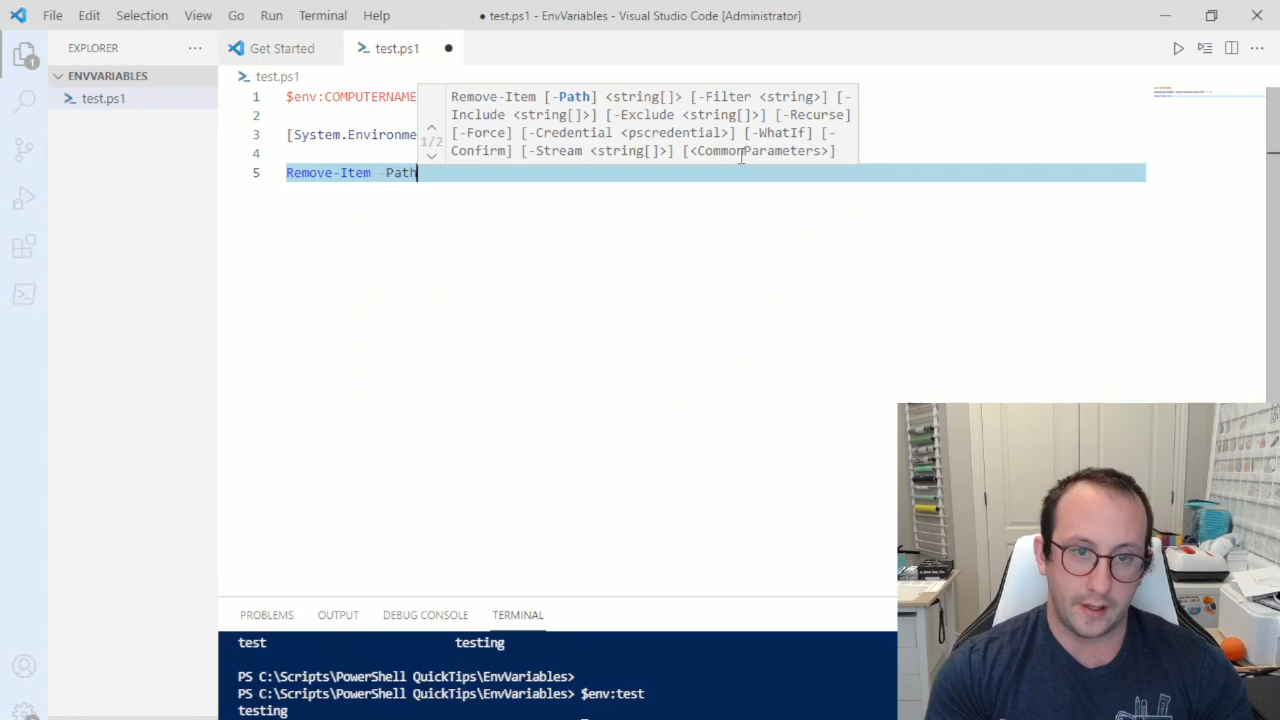 File Edit Selection View Go Run Terminal Help
● test.ps1 - EnvVariables - Visual Studio Code [Administrator]
EXPLORER ···
Get Started
test.ps1
ENVVARIABLES
test.ps1
1
test.ps1
1 $env:COMPUTERNAME
2
3 [System.Environme
4
5 Remove-Item -Path
Remove-Item [-Path] <string[]> [-Filter <string>] [-
Include <string[]>] [-Exclude <string[]>] [-Recurse]
1/2
[-Force] [-Credential <pscredential>] [-WhatIf] [-
Confirm] [-Stream <string[]>] [<CommonParameters>]
PROBLEMS OUTPUT DEBUG CONSOLE TERMINAL
test testing
PS C:\Scripts\PowerShell QuickTips\EnvVariables>
PS C:\Scripts\PowerShell QuickTips\EnvVariables> $env:test
testing